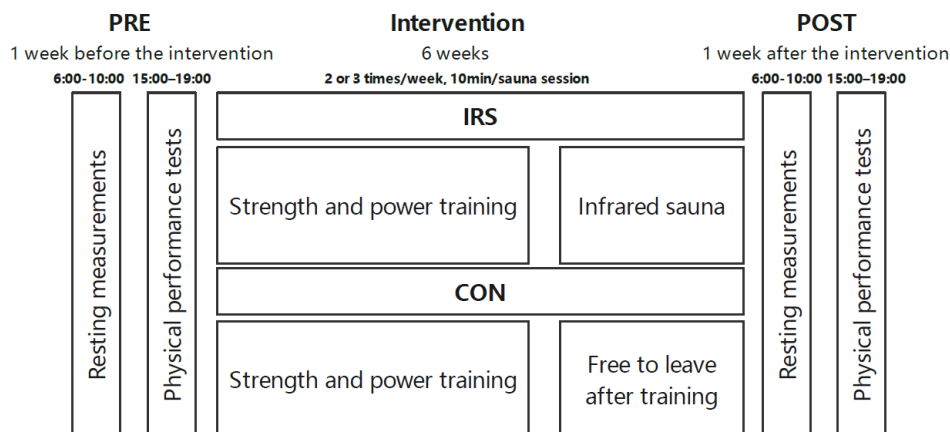 PRE
1 week before the intervention
6:00-10:00 15:00–19:00
Resting measurements
Physical performance tests
Intervention
6 weeks
2 or 3 times/week, 10min/sauna session
IRS
Strength and power training
Infrared sauna
CON
Strength and power training
Free to leave
after training
POST
1 week after the intervention
6:00-10:00 15:00–19:00
Resting measurements
Physical performance tests